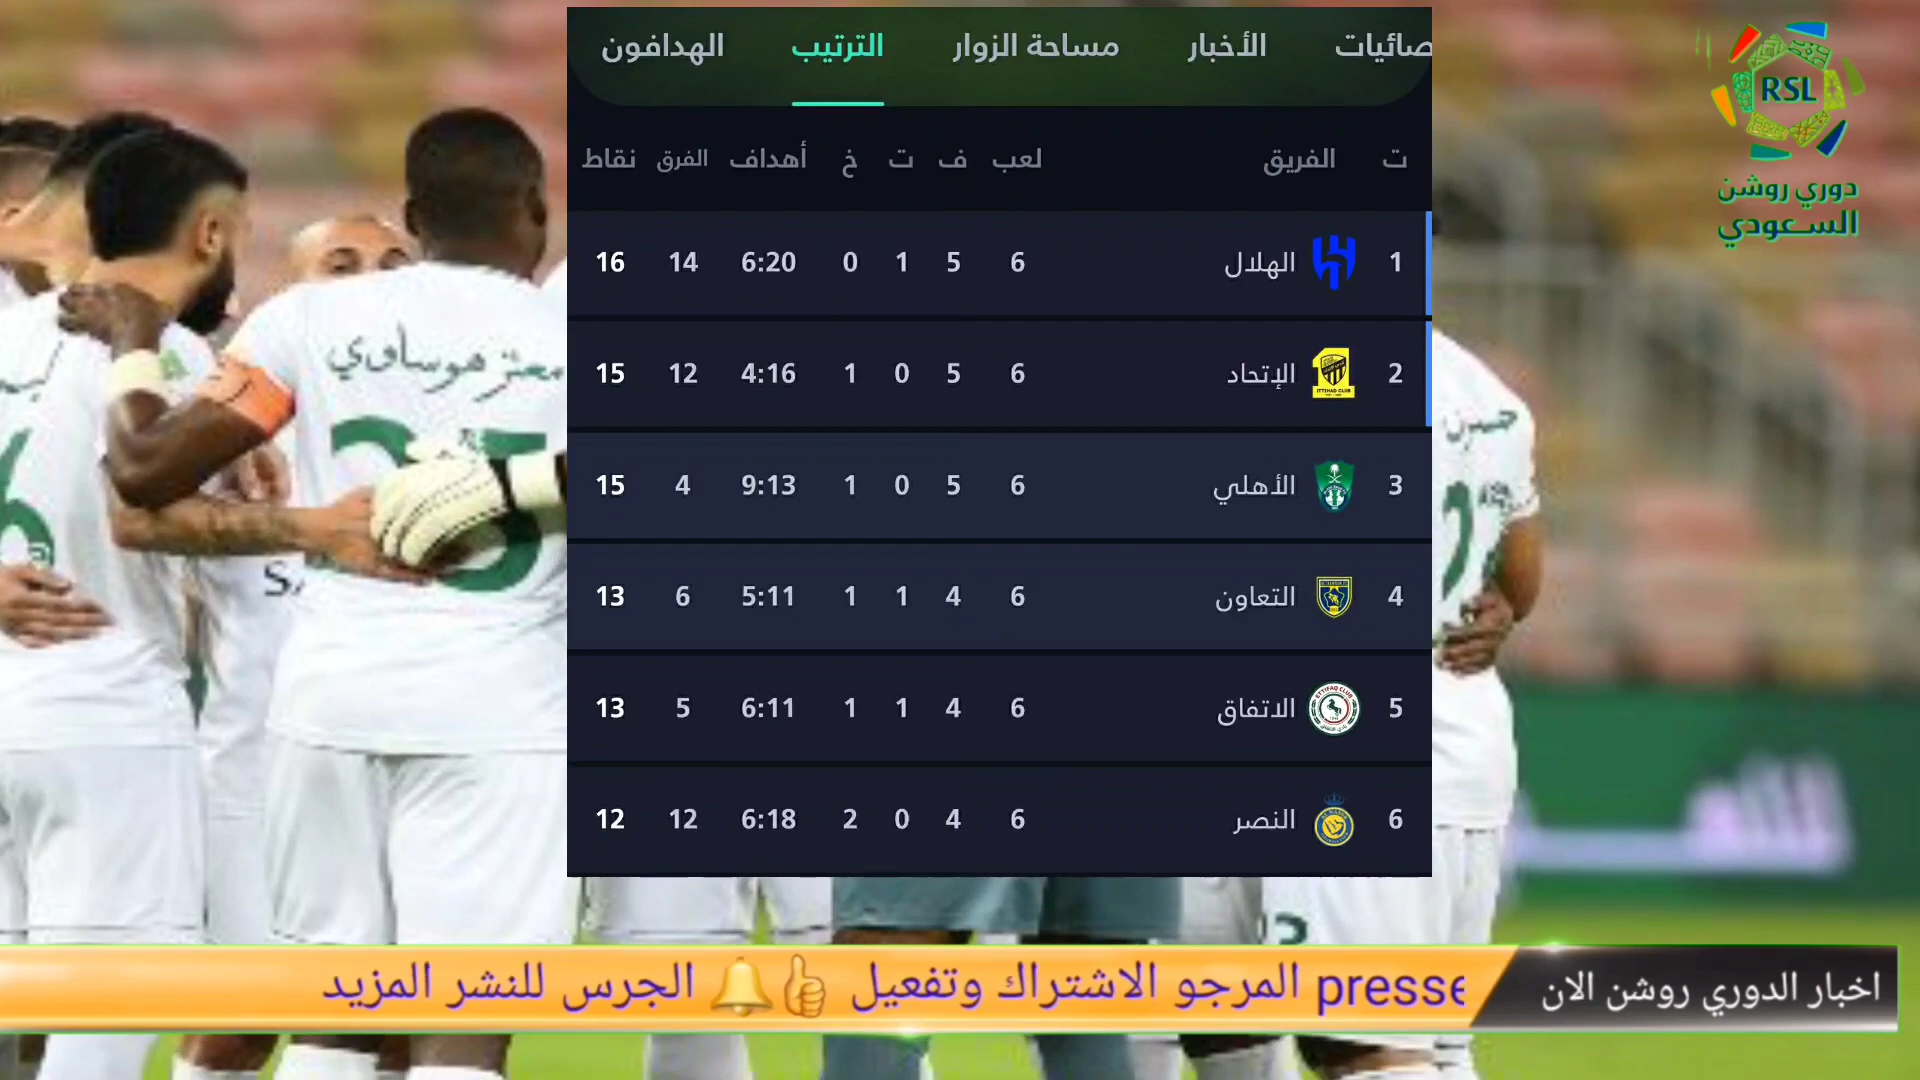 صائيات الأخبار مساحة الزوار الترتيب الهدافون
ت الفريق لعب ف ت خ أهداف الفرق نقاط
1 الهلال 6 5 1 0 6:20 14 16
2 الإتحاد 6 5 0 1 4:16 12 15
3 الأهلي 6 5 0 1 9:13 4 15
4 التعاون 6 4 1 1 5:11 6 13
5 الاتفاق 6 4 1 1 6:11 5 13
6 النصر 6 4 0 2 6:18 12 12
RSL
دوري روشن
السعودي
معتز هوساوي
25
6
2
اخبار الدوري روشن الان
presse المرجو الاشتراك وتفعيل 👍🔔 الجرس للنشر المزيد